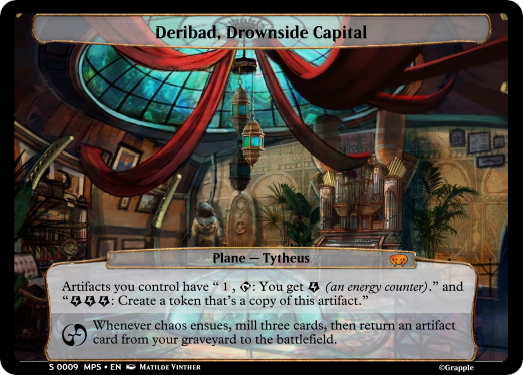 Deribad, Drownside Capital
Plane — Tytheus
Artifacts you control have “ 1 , : You get (an energy counter).” and
“: Create a token that’s a copy of this artifact.”
Whenever chaos ensues, mill three cards, then return an artifact
card from your graveyard to the battlefield.
S 0009 MPS • EN Matilde Vinther
©Grapple